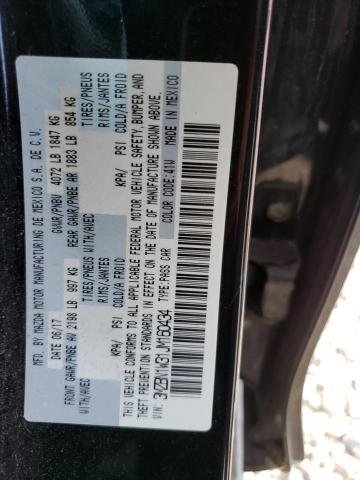 MFD. BY MAZDA MOTOR MANUFACTURING DE MEXICO S.A. DE C.V.
DATE 06/17 GVWR/PNBV 4072 LB 1847 KG
FRONT GAWR/PNBE AV 2198 LB 997 KG REAR GAWR/PNBE AR 1883 LB 854 KG
WITH/AVEC TIRES/PNEUS WITH/AVEC TIRES/PNEUS
RIMS/JANTES RIMS/JANTES
KPA/ PSI COLD/A FROID KPA/ PSI COLD/A FROID
THIS VEHICLE CONFORMS TO ALL APPLICABLE FEDERAL MOTOR VEHICLE SAFETY, BUMPER, AND
THEFT PREVENTION STANDARDS IN EFFECT ON THE DATE OF MANUFACTURE SHOWN ABOVE.
3MZBN1W31JM160434 TYPE:PASS CAR COLOR CODE:41W MADE IN MEXICO